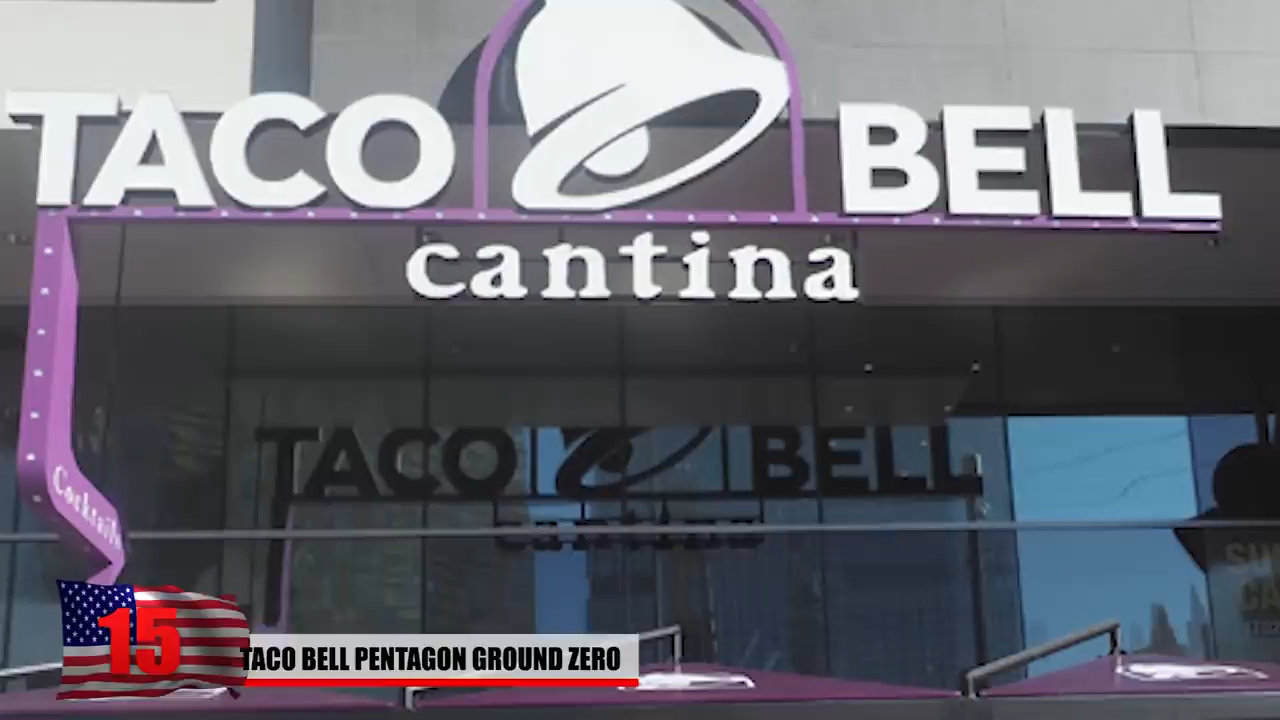 TACO BELL
cantina
TACO BELL
Cocktails
15
TACO BELL PENTAGON GROUND ZERO